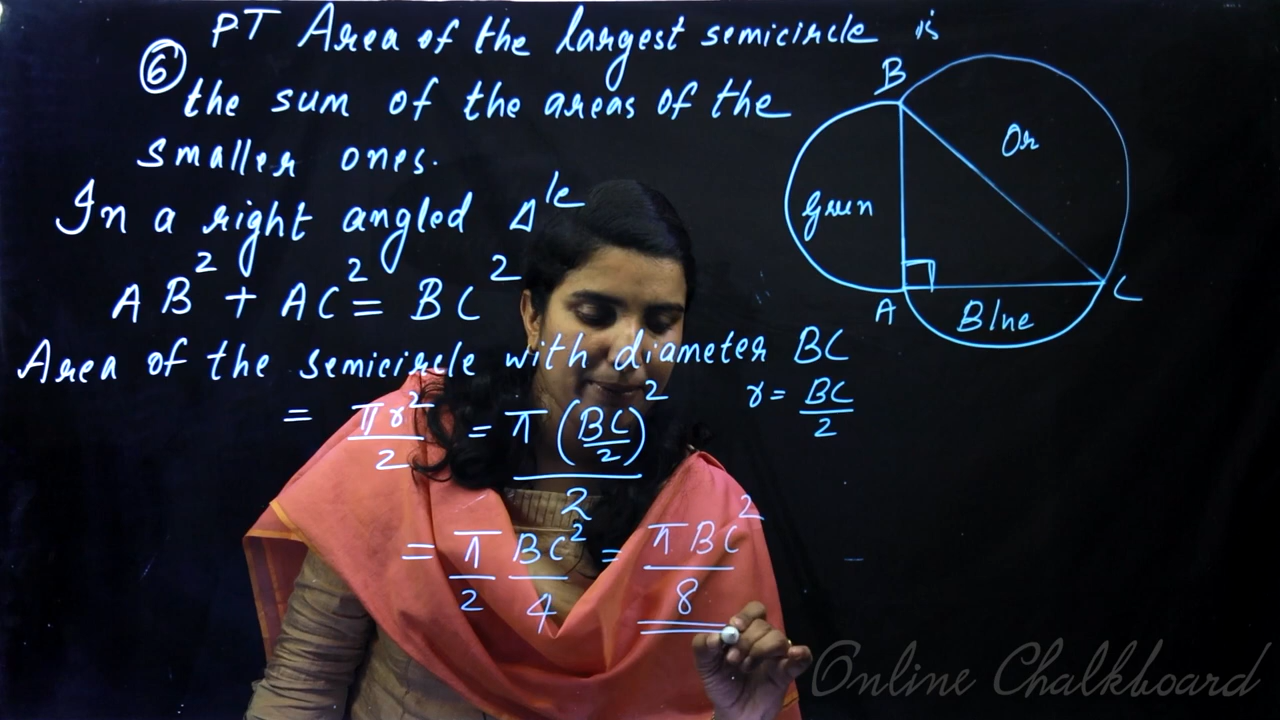 PT Area of the largest semicircle is
⑥ the sum of the areas of the
smaller ones.
In a right angled Δle
AB² + AC² = BC²
Area of the semicircle with diameter BC
= πr²/2 = π(BC/2)²/2 r = BC/2
= π/2 BC²/4 = πBC²/8
B
Or
Green
A
Blue
C
Online Chalkboard